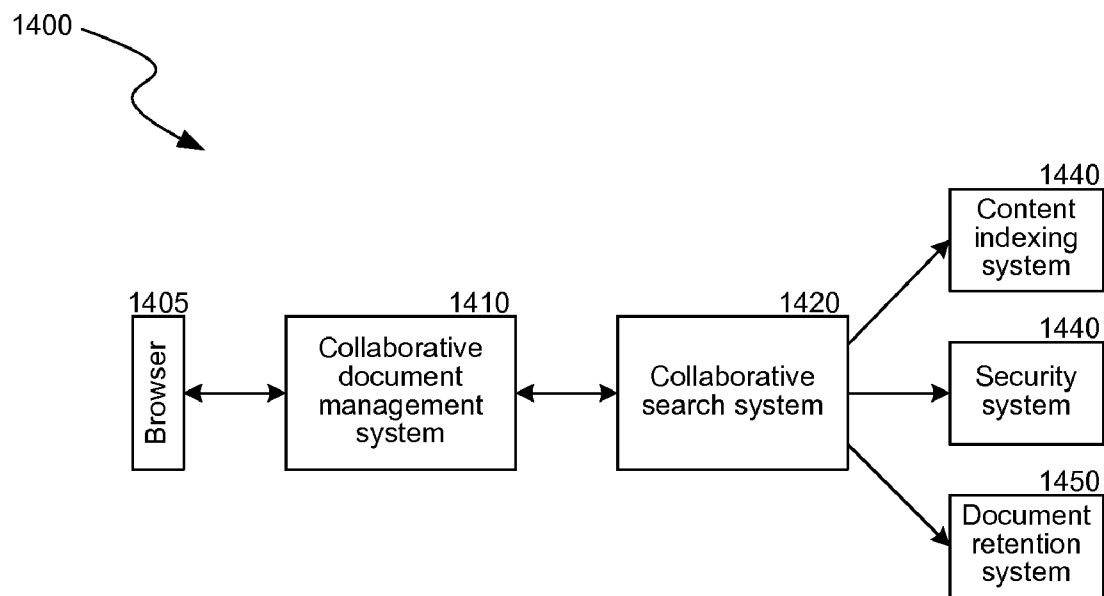 1400
1405
Browser
1410
Collaborative
document
management
system
1420
Collaborative
search system
1440
Content
indexing
system
1440
Security
system
1450
Document
retention
system